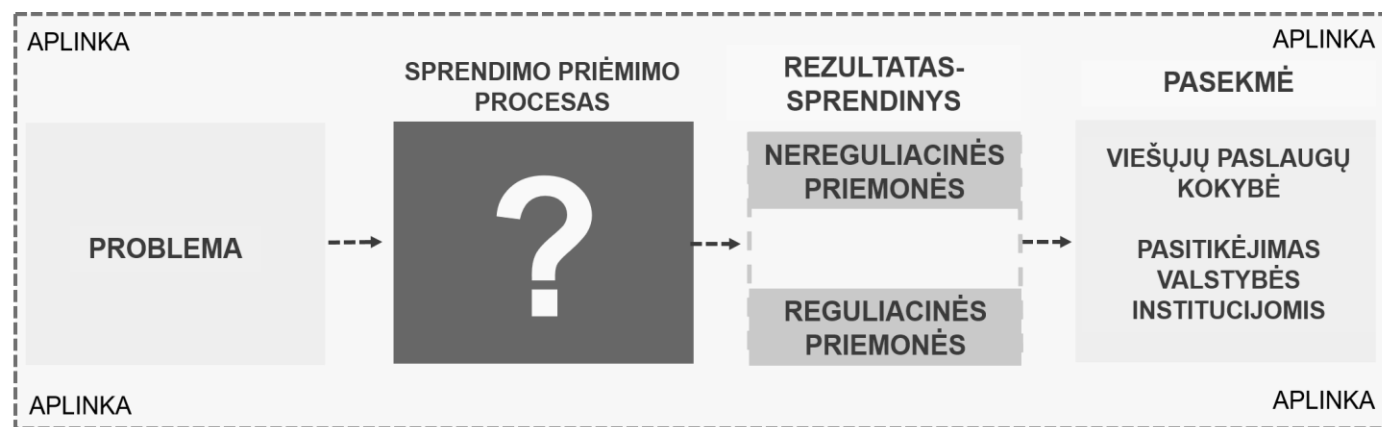 APLINKA
APLINKA
SPRENDIMO PRIĖMIMO
PROCESAS
REZULTATAS-
SPRENDINYS
PASEKMĖ
PROBLEMA
?
NEREGULIACINĖS
PRIEMONĖS
REGULIACINĖS
PRIEMONĖS
VIEŠŲJŲ PASLAUGŲ
KOKYBĖ
PASITIKĖJIMAS
VALSTYBĖS
INSTITUCIJOMIS
APLINKA
APLINKA